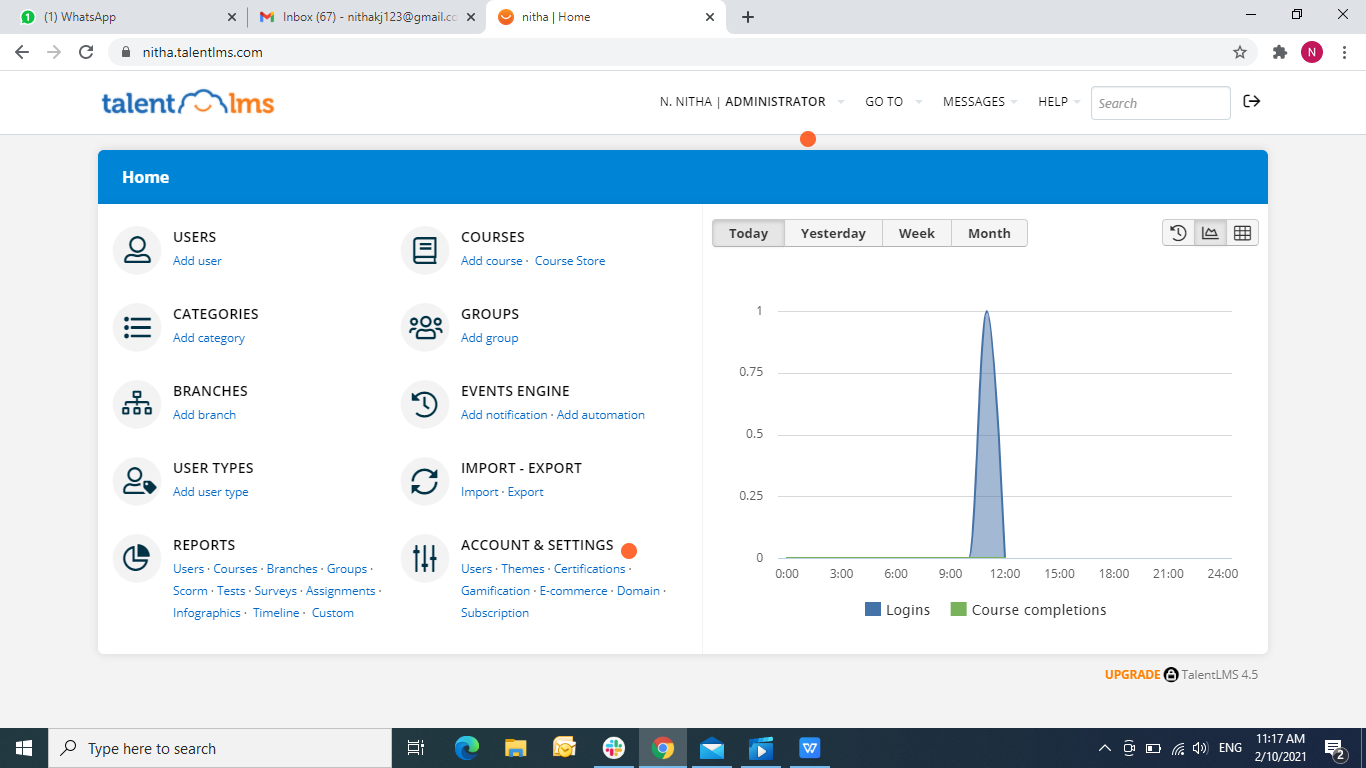 (1) WhatsApp
Inbox (67) - nithakj123@gmail.co
nitha | Home
nitha.talentlms.com
N
talent lms
N. NITHA | ADMINISTRATOR
GO TO
MESSAGES
HELP
Search
Home
USERS
Add user
COURSES
Add course · Course Store
CATEGORIES
Add category
GROUPS
Add group
BRANCHES
Add branch
EVENTS ENGINE
Add notification · Add automation
USER TYPES
Add user type
IMPORT - EXPORT
Import · Export
REPORTS
Users · Courses · Branches · Groups ·
Scorm · Tests · Surveys · Assignments ·
Infographics · Timeline · Custom
ACCOUNT & SETTINGS
Users · Themes · Certifications ·
Gamification · E-commerce · Domain ·
Subscription
Today Yesterday Week Month
1
0.75
0.5
0.25
0
0:00 3:00 6:00 9:00 12:00 15:00 18:00 21:00 24:00
Logins Course completions
UPGRADE TalentLMS 4.5
Type here to search
ENG
11:17 AM
2/10/2021
2